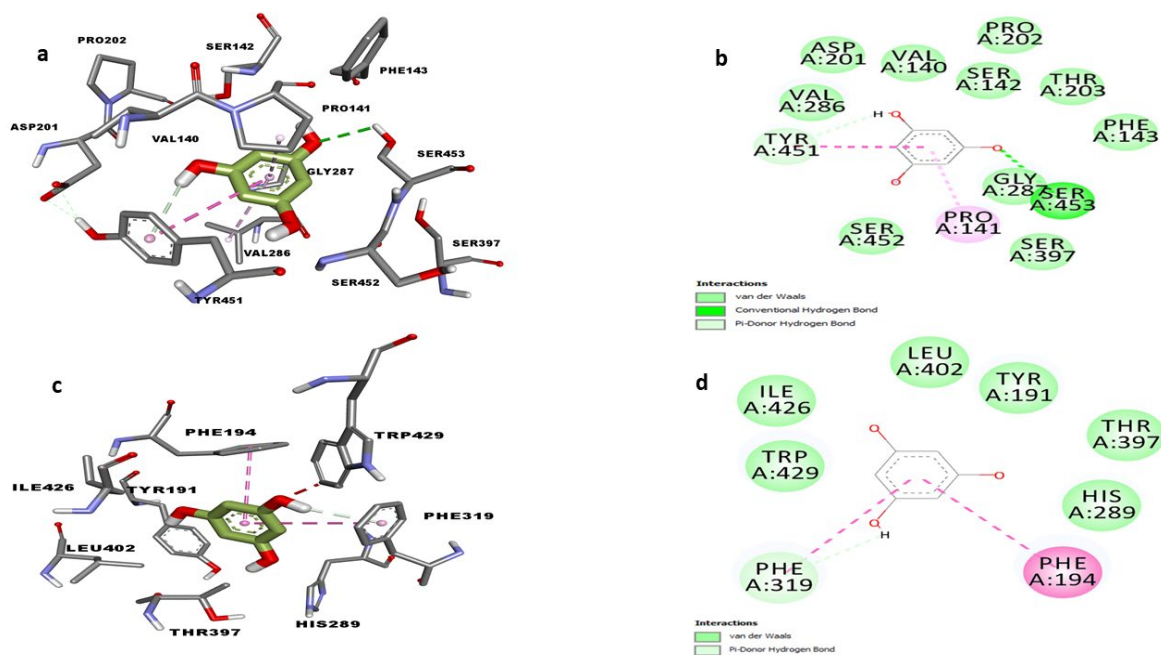 a
PRO202
SER142
PHE143
ASP201
VAL140
PRO141
GLY287
SER453
VAL286
SER397
SER452
TYR451
b
ASP
A:201
VAL
A:140
PRO
A:202
SER
A:142
THR
A:203
VAL
A:286
PHE
A:143
H
O
TYR
A:451
O
O
GLY
A:287
SER
A:453
PRO
A:141
SER
A:452
SER
A:397
Interactions
van der Waals
Conventional Hydrogen Bond
Pi-Donor Hydrogen Bond
c
PHE194
TRP429
ILE426
TYR191
PHE319
LEU402
THR397
HIS289
d
LEU
A:402
TYR
A:191
ILE
A:426
THR
A:397
O
TRP
A:429
O
HIS
A:289
O
H
PHE
A:319
PHE
A:194
Interactions
van der Waals
Pi-Donor Hydrogen Bond